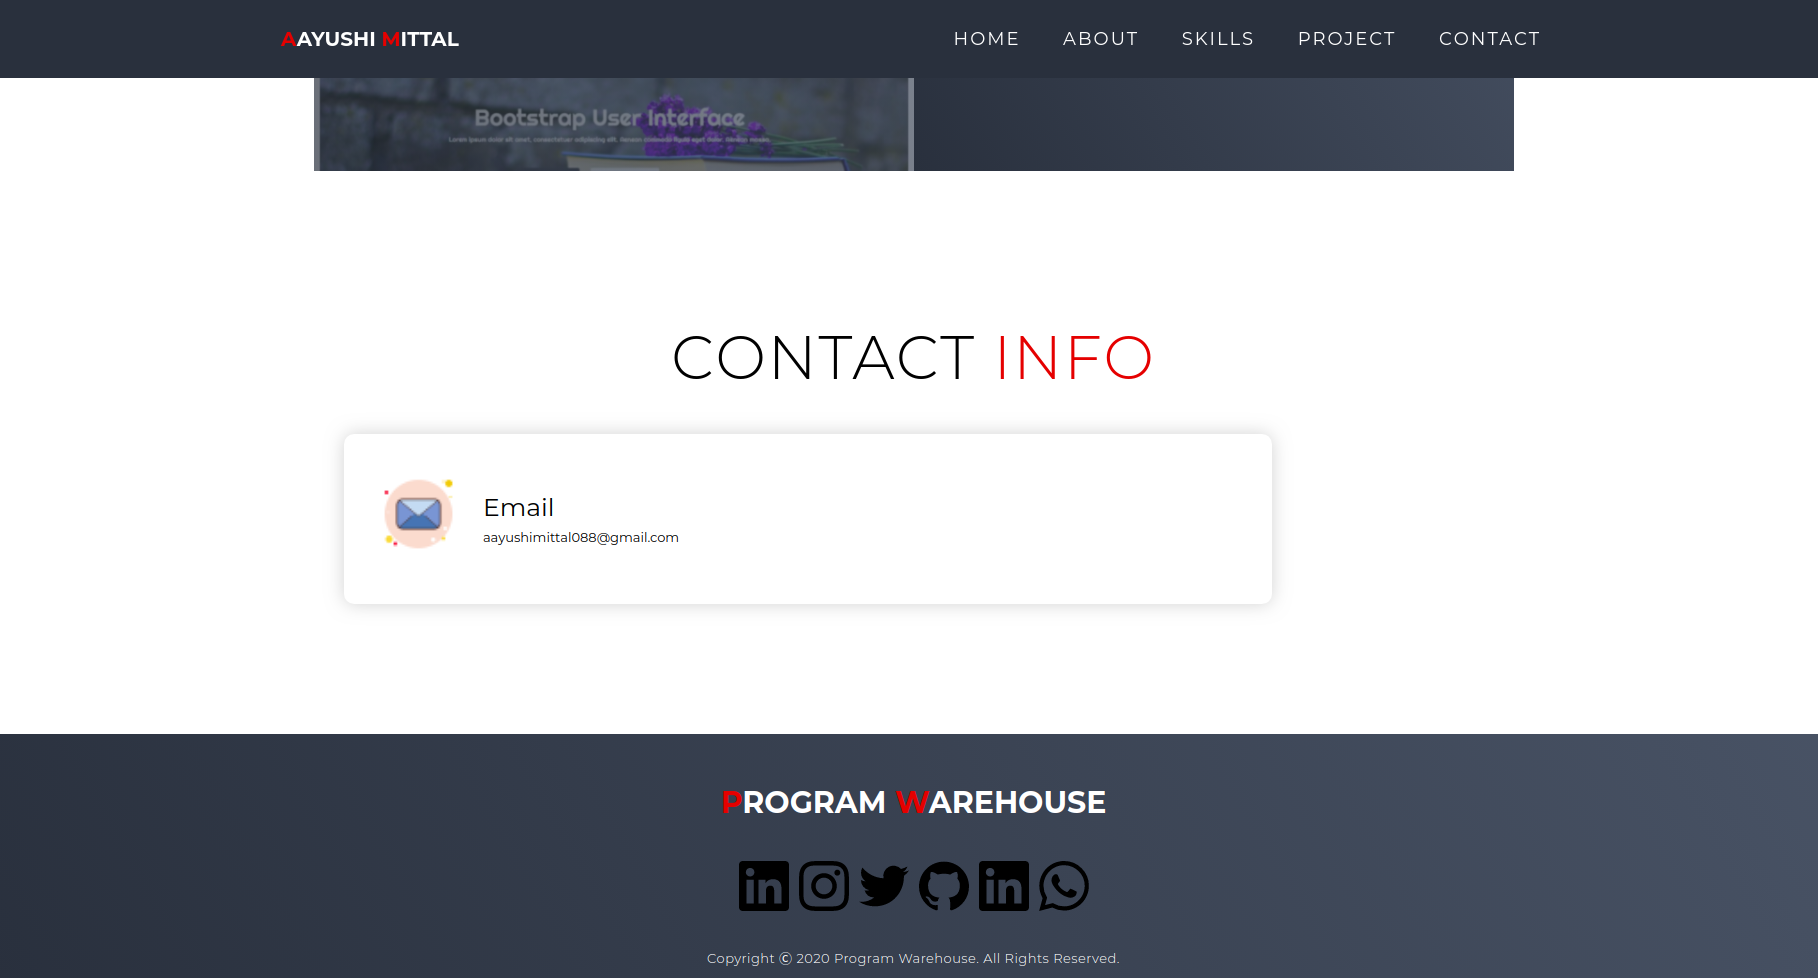 AAYUSHI MITTAL
HOME ABOUT SKILLS PROJECT CONTACT
Bootstrap User Interface
CONTACT INFO
Email
aayushimittal088@gmail.com
PROGRAM WAREHOUSE
Copyright © 2020 Program Warehouse. All Rights Reserved.